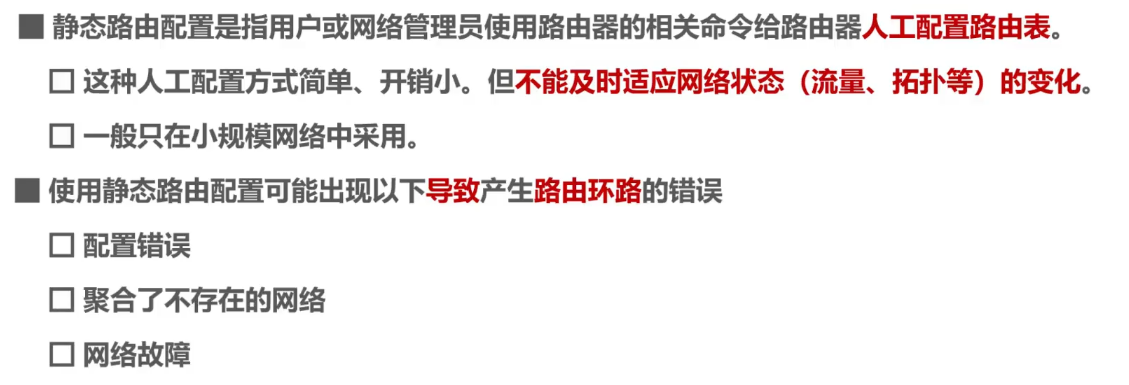 ■ 静态路由配置是指用户或网络管理员使用路由器的相关命令给路由器人工配置路由表。
□ 这种人工配置方式简单、开销小。但不能及时适应网络状态（流量、拓扑等）的变化。
□ 一般只在小规模网络中采用。
■ 使用静态路由配置可能出现以下导致产生路由环路的错误
□ 配置错误
□ 聚合了不存在的网络
□ 网络故障